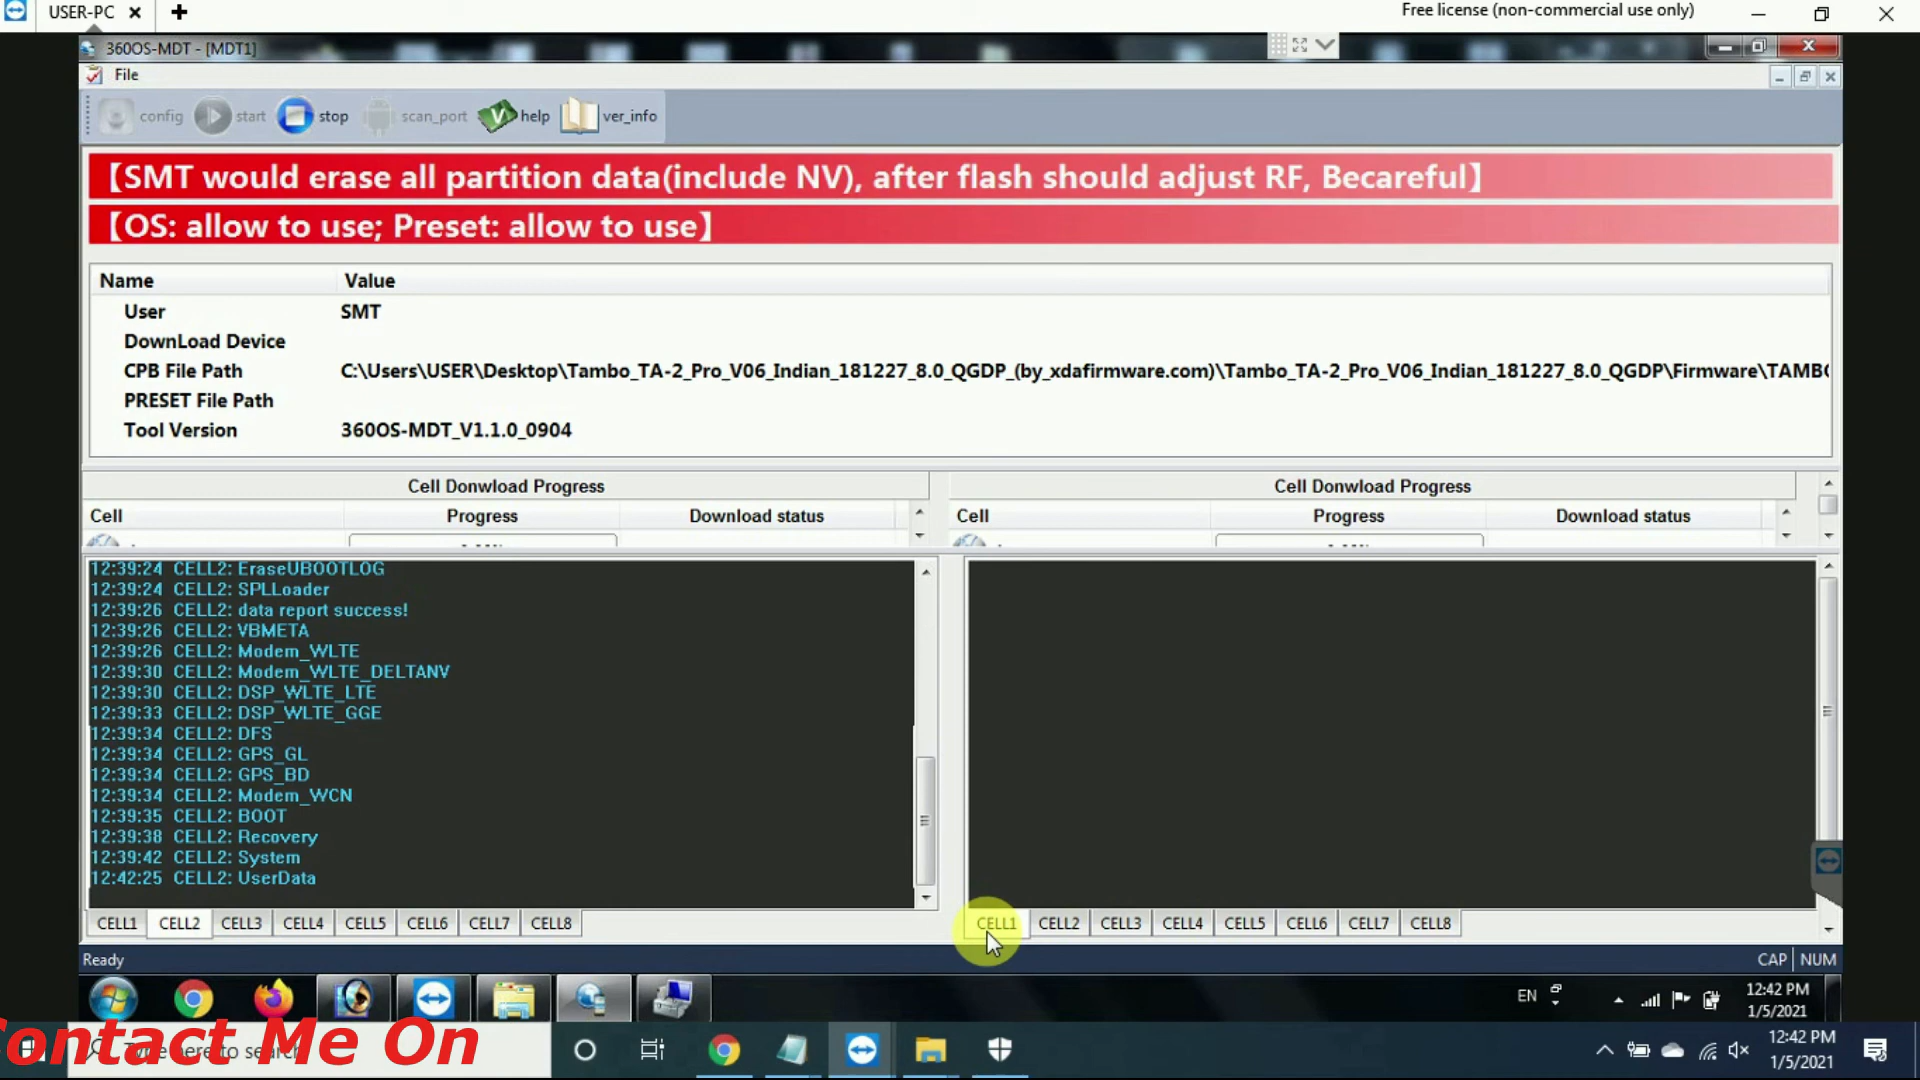 USER-PC
Free license (non-commercial use only)
360OS-MDT - [MDT1]
File
config start stop scan_port help ver_info
【SMT would erase all partition data(include NV), after flash should adjust RF, Becareful】
【OS: allow to use; Preset: allow to use】
Name Value
User SMT
DownLoad Device
CPB File Path C:\Users\USER\Desktop\Tambo_TA-2_Pro_V06_Indian_181227_8.0_QGDP_(by_xdafirmware.com)\Tambo_TA-2_Pro_V06_Indian_181227_8.0_QGDP\Firmware\TAMBO
PRESET File Path
Tool Version 360OS-MDT_V1.1.0_0904
Cell Donwload Progress Cell Donwload Progress
Cell Progress Download status Cell Progress Download status
12:39:24 CELL2: EraseUBOOTLOG
12:39:24 CELL2: SPLLoader
12:39:26 CELL2: data report success!
12:39:26 CELL2: VBMETA
12:39:26 CELL2: Modem_WLTE
12:39:30 CELL2: Modem_WLTE_DELTANV
12:39:30 CELL2: DSP_WLTE_LTE
12:39:33 CELL2: DSP_WLTE_GGE
12:39:34 CELL2: DFS
12:39:34 CELL2: GPS_GL
12:39:34 CELL2: GPS_BD
12:39:34 CELL2: Modem_WCN
12:39:35 CELL2: BOOT
12:39:38 CELL2: Recovery
12:39:42 CELL2: System
12:42:25 CELL2: UserData
CELL1 CELL2 CELL3 CELL4 CELL5 CELL6 CELL7 CELL8 CELL1 CELL2 CELL3 CELL4 CELL5 CELL6 CELL7 CELL8
Ready CAP NUM
EN 12:42 PM
1/5/2021
ontact Me On
Type here to search
12:42 PM
1/5/2021